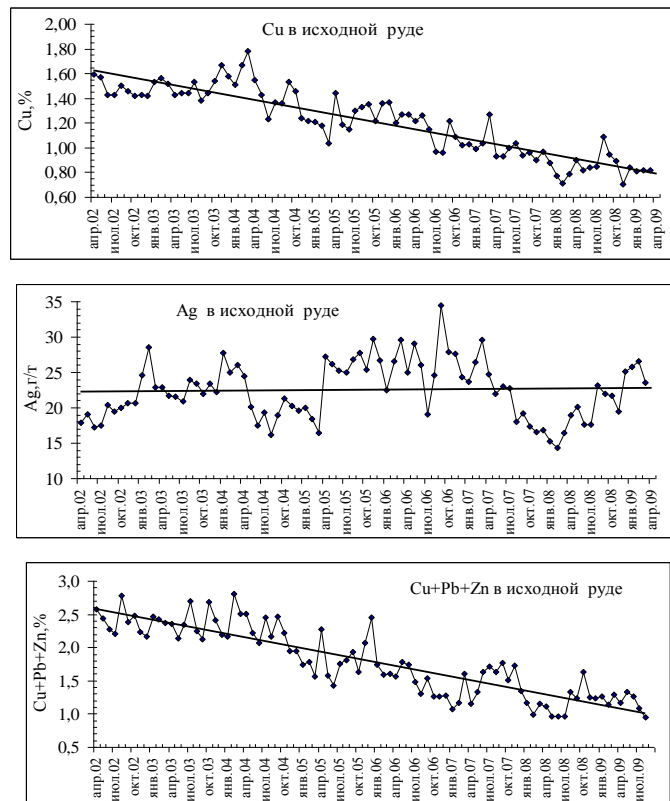 Cu в исходной руде
2,00
1,80
1,60
1,40
1,20
1,00
0,80
0,60
Cu,%
апр.02
июл.02
окт.02
янв.03
апр.03
июл.03
окт.03
янв.04
апр.04
июл.04
окт.04
янв.05
апр.05
июл.05
окт.05
янв.06
апр.06
июл.06
окт.06
янв.07
апр.07
июл.07
окт.07
янв.08
апр.08
июл.08
окт.08
янв.09
апр.09
Ag в исходной руде
35
30
25
20
15
10
Ag,г/т
апр.02
июл.02
окт.02
янв.03
апр.03
июл.03
окт.03
янв.04
апр.04
июл.04
окт.04
янв.05
апр.05
июл.05
окт.05
янв.06
апр.06
июл.06
окт.06
янв.07
апр.07
июл.07
окт.07
янв.08
апр.08
июл.08
окт.08
янв.09
апр.09
Cu+Pb+Zn в исходной руде
3,0
2,5
2,0
1,5
1,0
0,5
Cu+Pb+Zn,%
апр.02
июл.02
окт.02
янв.03
апр.03
июл.03
окт.03
янв.04
апр.04
июл.04
окт.04
янв.05
апр.05
июл.05
окт.05
янв.06
апр.06
июл.06
окт.06
янв.07
апр.07
июл.07
окт.07
янв.08
апр.08
июл.08
окт.08
янв.09
апр.09
июл.09